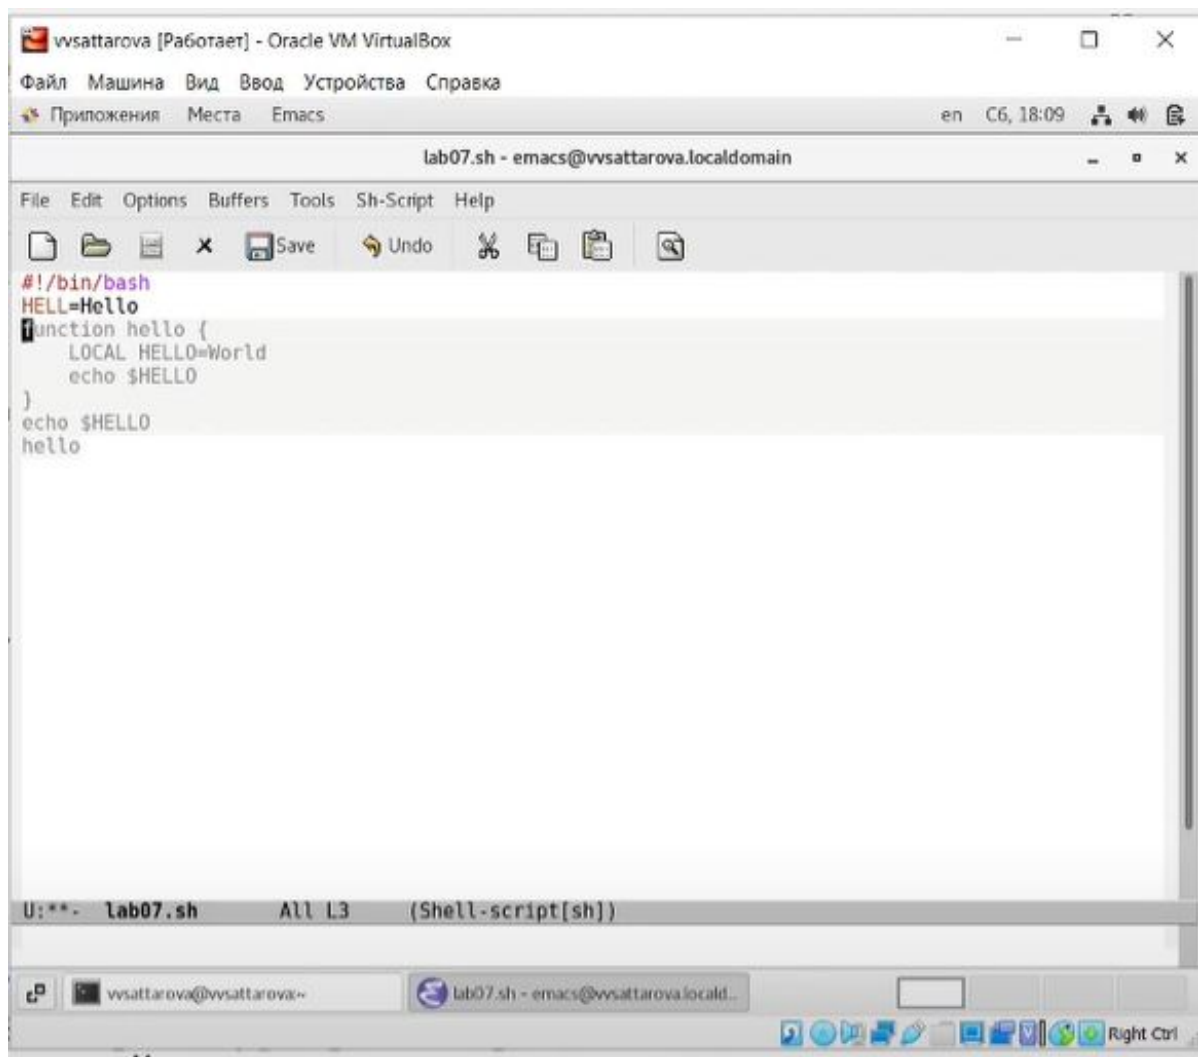 vvsattarova [Работает] - Oracle VM VirtualBox
Файл Машина Вид Ввод Устройства Справка
Приложения Места Emacs en Сб, 18:09
lab07.sh - emacs@vvsattarova.localdomain
File Edit Options Buffers Tools Sh-Script Help
Save Undo
#!/bin/bash
HELL=Hello
function hello {
    LOCAL HELLO=World
    echo $HELLO
}
echo $HELLO
hello
U:**- lab07.sh All L3 (Shell-script[sh])
vvsattarova@vvsattarova:~ lab07.sh - emacs@vvsattarova.locald...
Right Ctrl